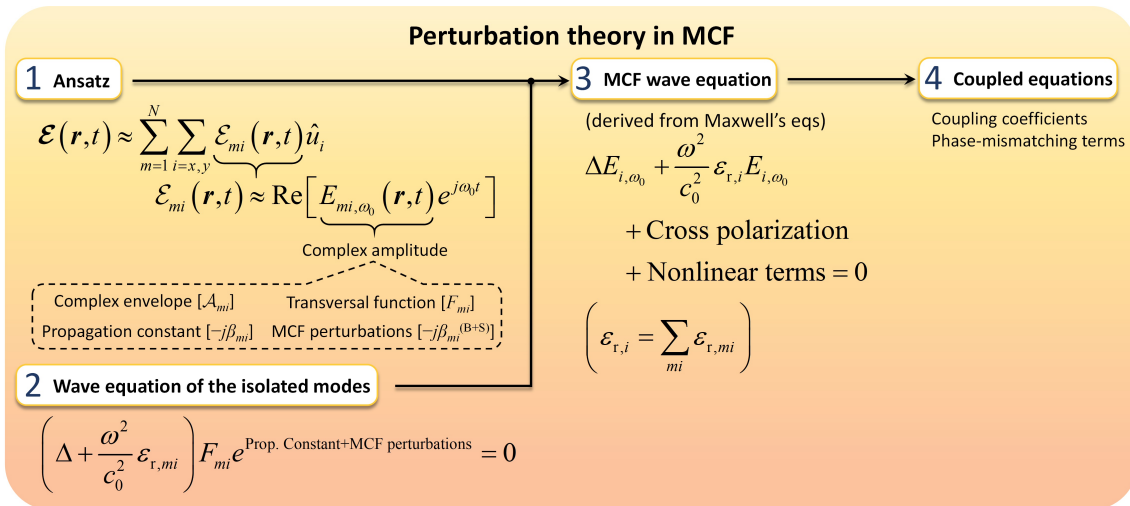 Perturbation theory in MCF
1 Ansatz
𝓔(r,t) ≈ ∑_{m=1}^{N} ∑_{i=x,y} ℰ_{mi}(r,t) û_i
ℰ_{mi}(r,t) ≈ Re[E_{mi,ω₀}(r,t) e^{jω₀t}]
Complex amplitude
Complex envelope [𝒜_{mi}] Transversal function [F_{mi}]
Propagation constant [−jβ_{mi}] MCF perturbations [−jβ_{mi}^{(B+S)}]
2 Wave equation of the isolated modes
(Δ + ω²/c₀² ε_{r,mi}) F_{mi} e^{Prop. Constant+MCF perturbations} = 0
3 MCF wave equation
(derived from Maxwell's eqs)
ΔE_{i,ω₀} + ω²/c₀² ε_{r,i} E_{i,ω₀}
+ Cross polarization
+ Nonlinear terms = 0
(ε_{r,i} = ∑_{mi} ε_{r,mi})
4 Coupled equations
Coupling coefficients
Phase-mismatching terms